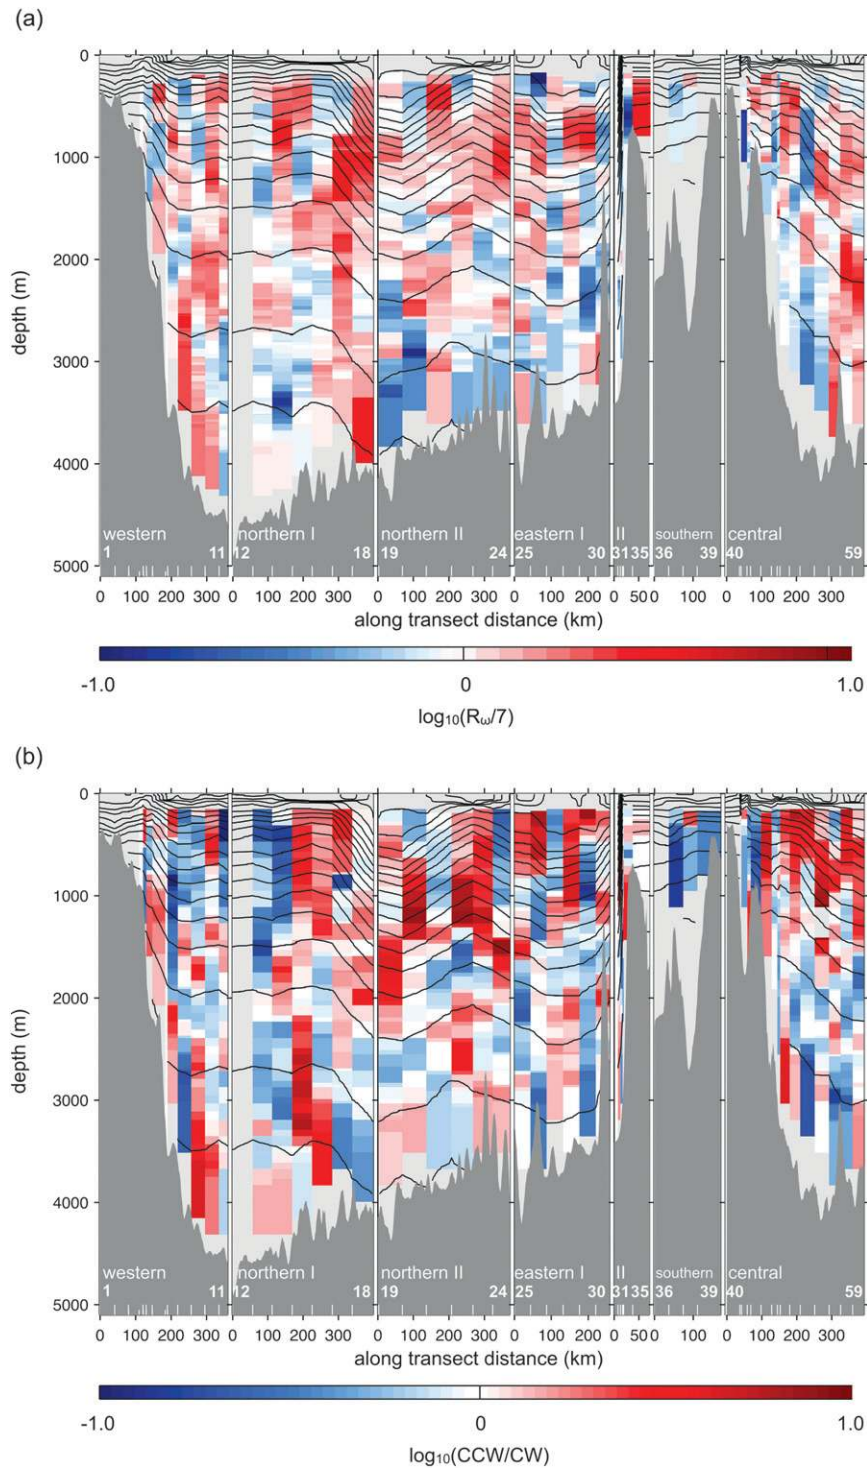 (a)
0
1000
2000
3000
4000
5000
depth (m)
western northern I northern II eastern I II southern central
1 11 12 18 19 24 25 30 31 35 36 39 40 59
0 100 200 300 0 100 200 300 0 100 200 300 0 100 200 0 50 0 100 0 100 200 300
along transect distance (km)
-1.0 0 1.0
log₁₀(Rω/7)
(b)
0
1000
2000
3000
4000
5000
depth (m)
western northern I northern II eastern I II southern central
1 11 12 18 19 24 25 30 31 35 36 39 40 59
0 100 200 300 0 100 200 300 0 100 200 300 0 100 200 0 50 0 100 0 100 200 300
along transect distance (km)
-1.0 0 1.0
log₁₀(CCW/CW)